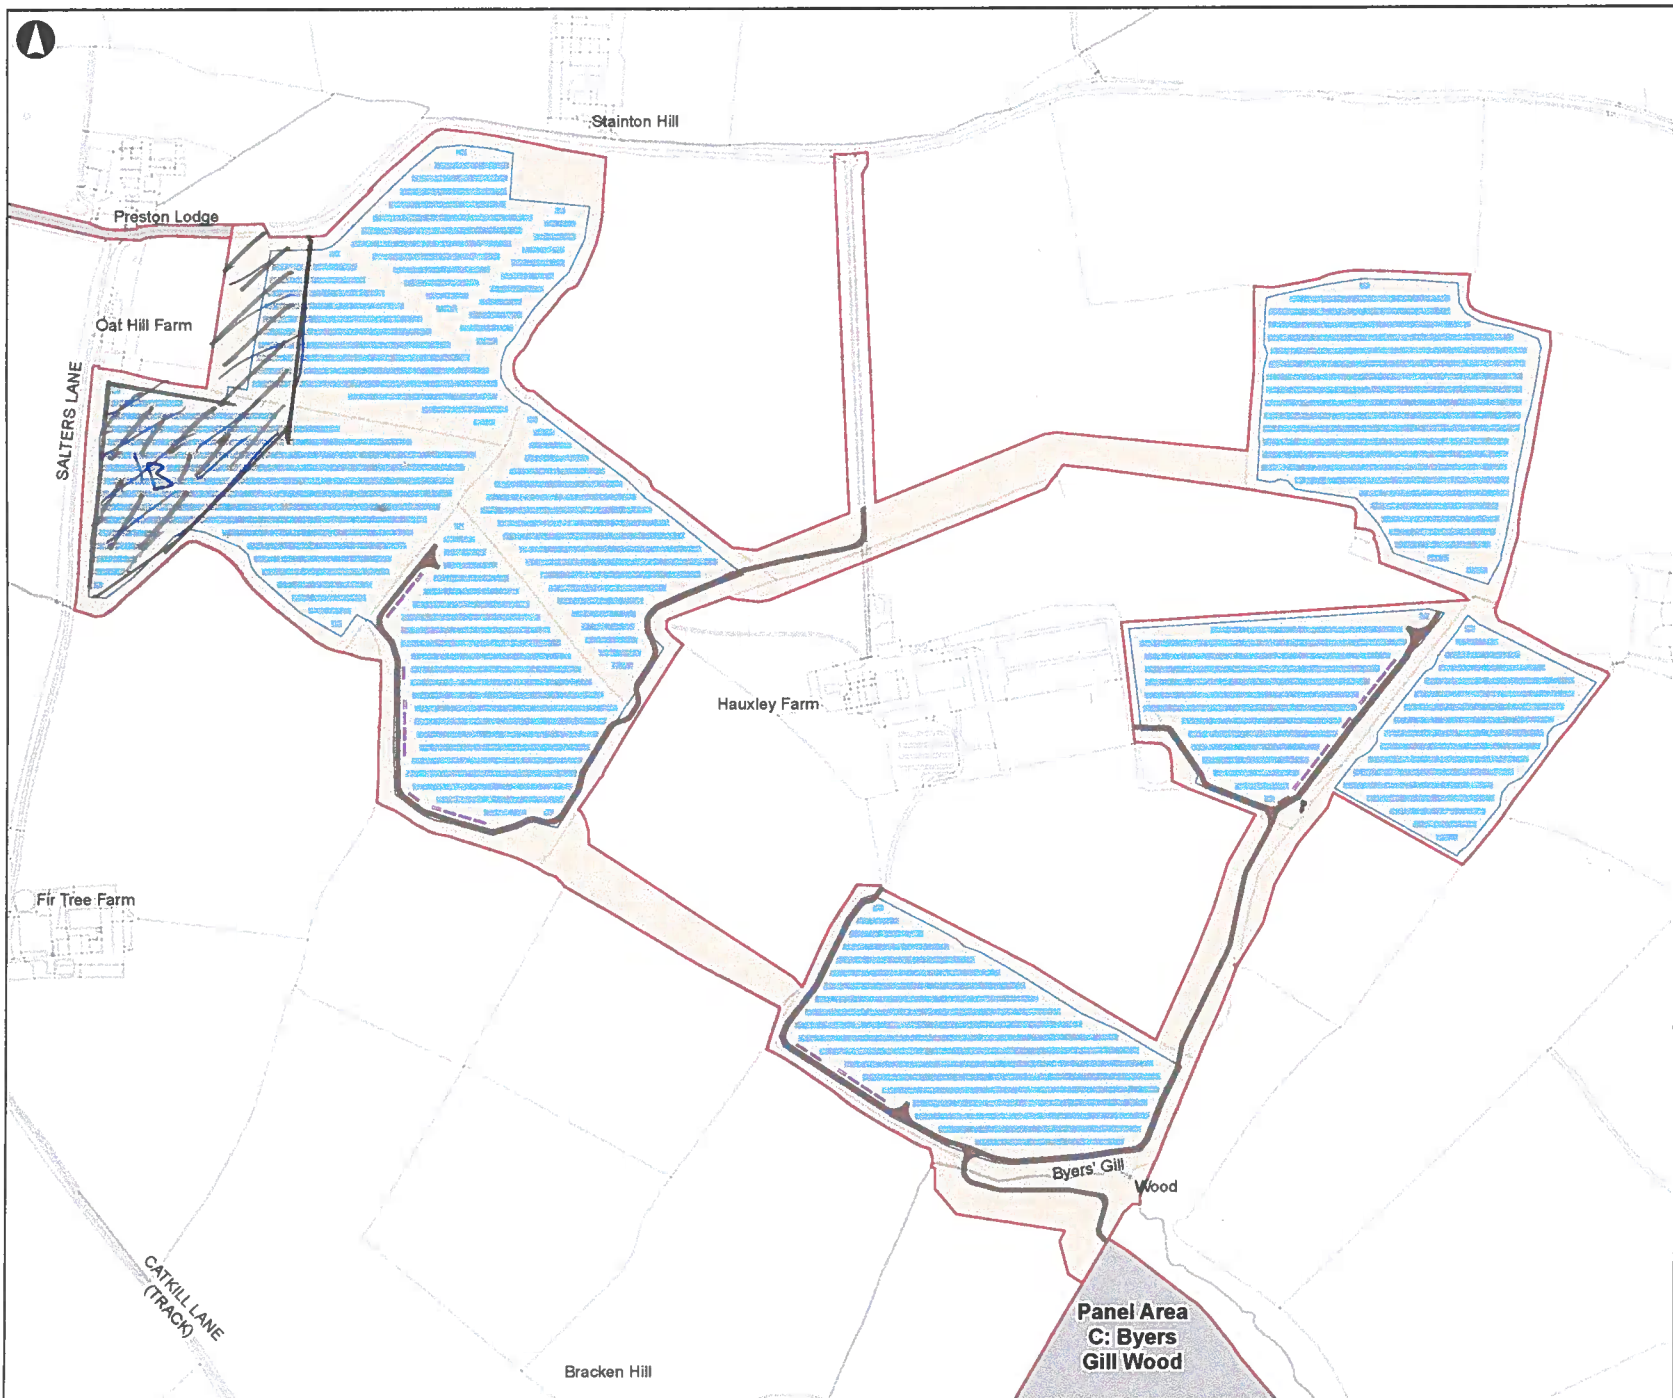 Stainton Hill
Preston Lodge
Oat Hill Farm
SALTERS LANE
Hauxley Farm
Fir Tree Farm
Byers' Gill
Wood
CATKILL LANE
(TRACK)
Panel Area
C: Byers
Gill Wood
Bracken Hill